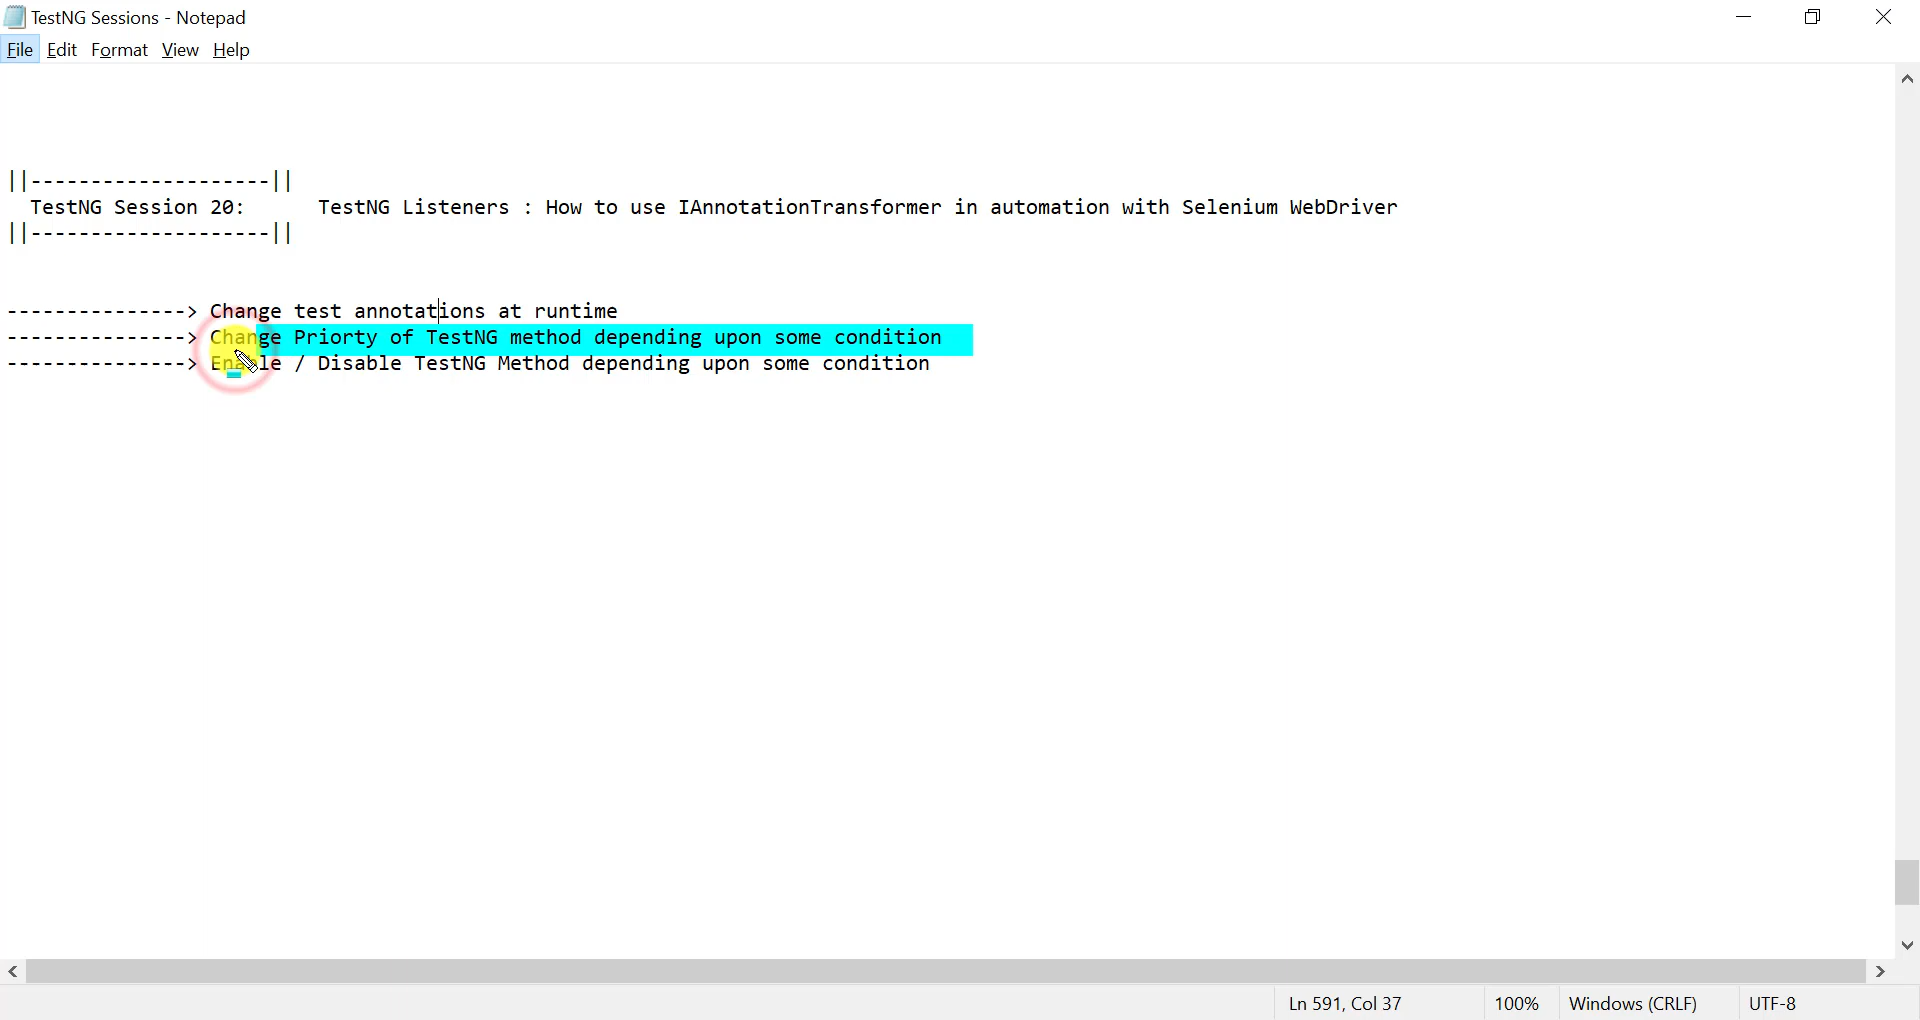 TestNG Sessions - Notepad
File Edit Format View Help
||--------------------||
TestNG Session 20: TestNG Listeners : How to use IAnnotationTransformer in automation with Selenium WebDriver
||--------------------||
---------------> Change test annotations at runtime
---------------> Change Priorty of TestNG method depending upon some condition
---------------> Enable / Disable TestNG Method depending upon some condition
Ln 591, Col 37 100% Windows (CRLF) UTF-8